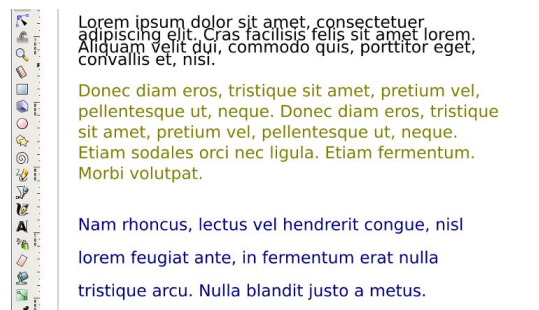 Lorem ipsum dolor sit amet, consectetuer
adipiscing elit. Cras facilisis felis sit amet lorem.
Aliquam velit dui, commodo quis, porttitor eget,
convallis et, nisi.
Donec diam eros, tristique sit amet, pretium vel,
pellentesque ut, neque. Donec diam eros, tristique
sit amet, pretium vel, pellentesque ut, neque.
Etiam sodales orci nec ligula. Etiam fermentum.
Morbi volutpat.
Nam rhoncus, lectus vel hendrerit congue, nisl
lorem feugiat ante, in fermentum erat nulla
tristique arcu. Nulla blandit justo a metus.